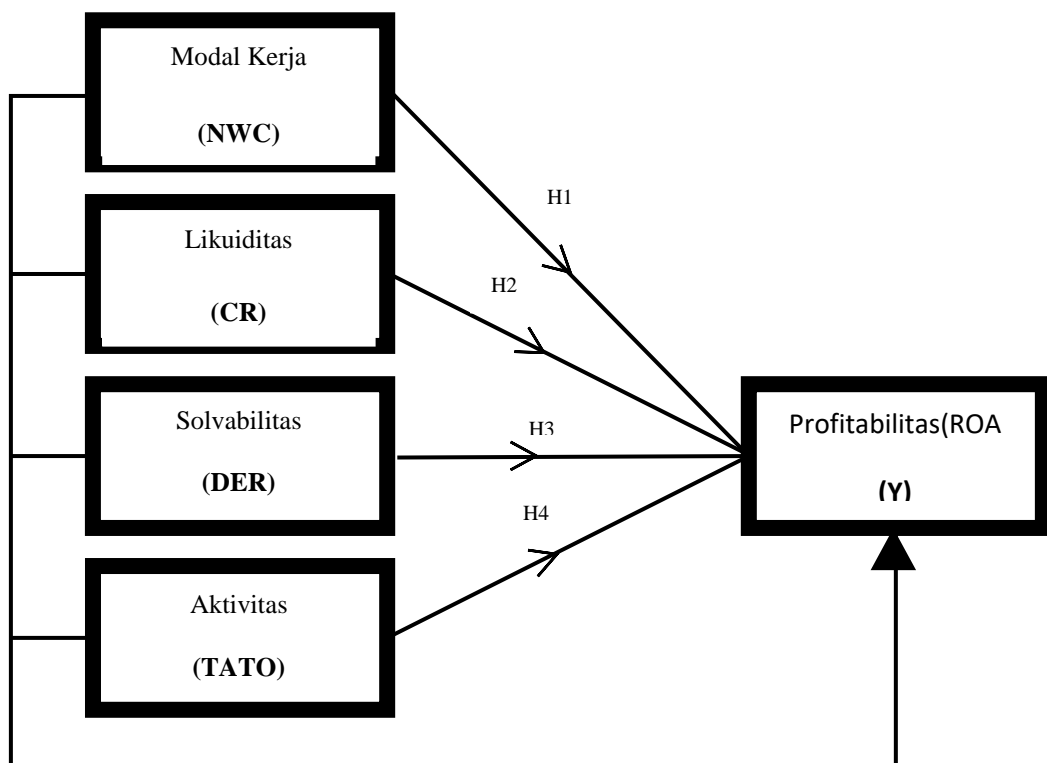 Modal Kerja
(NWC)
H1
Likuiditas
(CR)
H2
Solvabilitas
(DER)
H3
Profitabilitas(ROA
(Y)
H4
Aktivitas
(TATO)